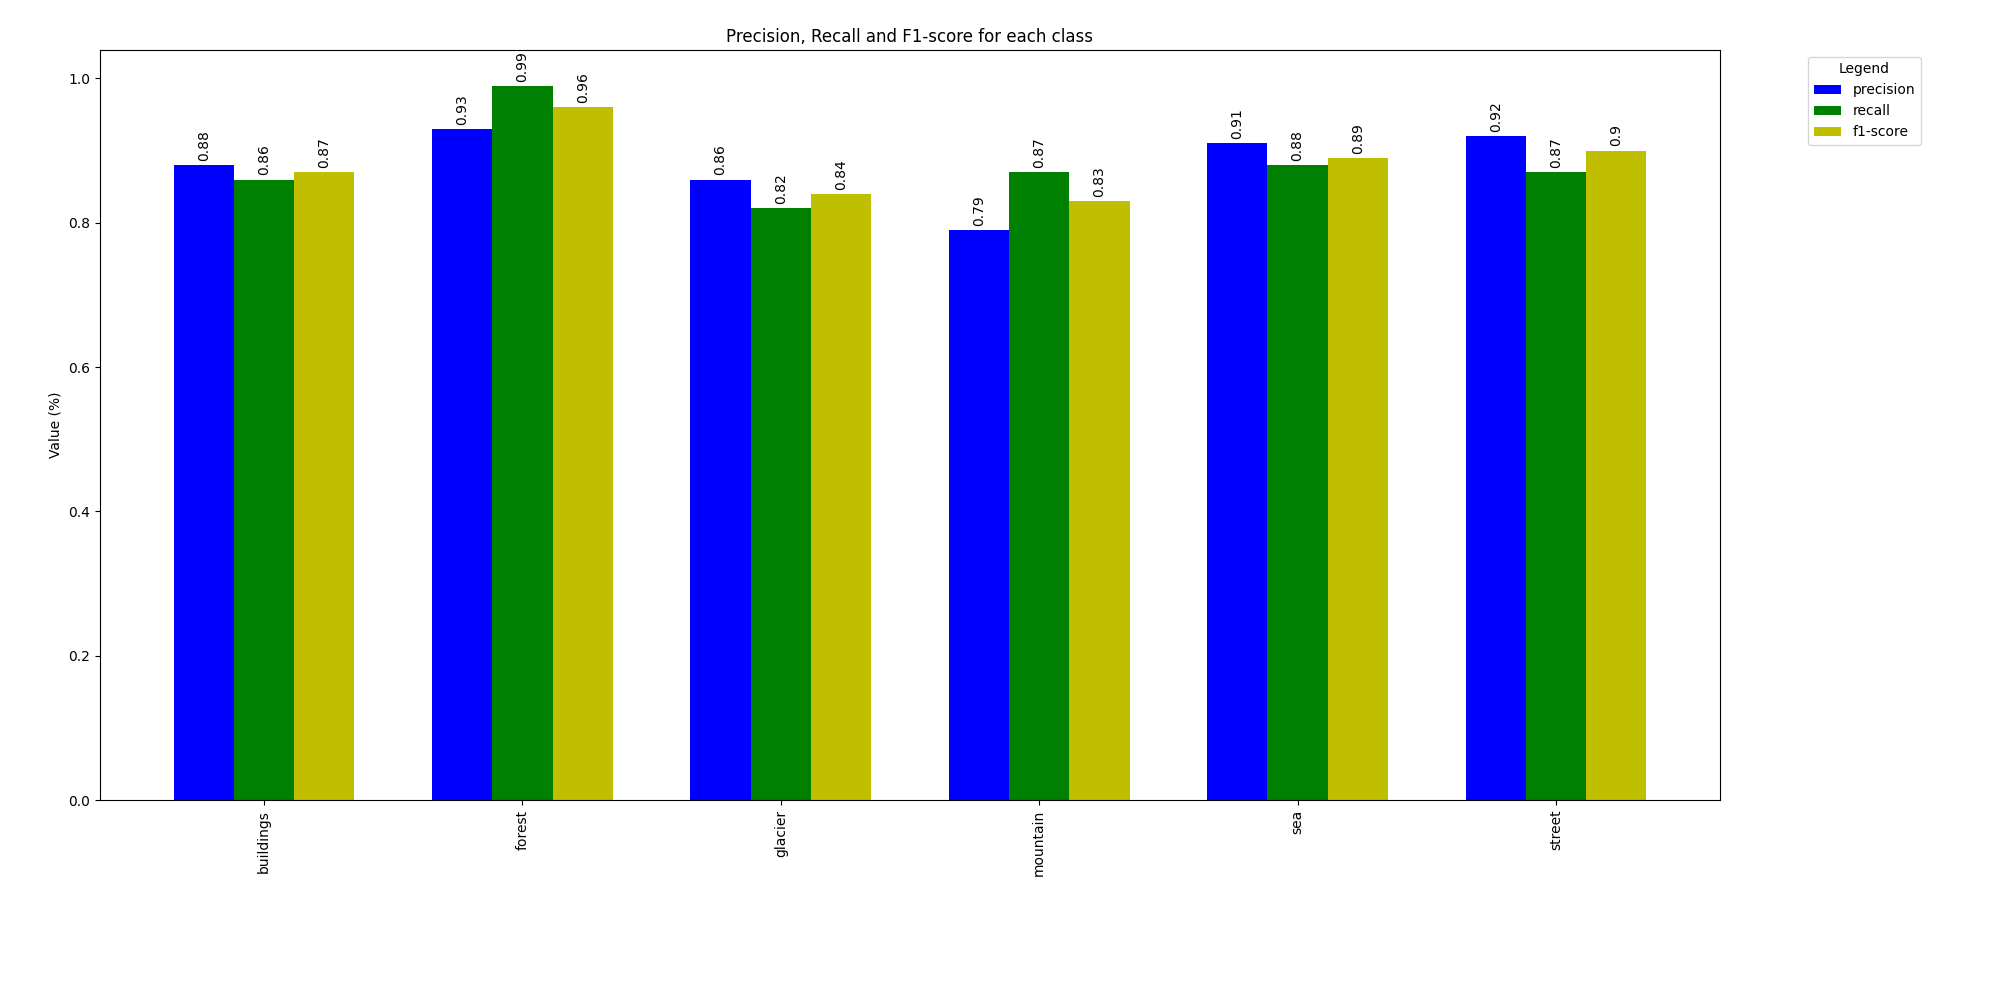 Precision, Recall and F1-score for each class
Legend
precision
recall
f1-score
Value (%)
1.0
0.8
0.6
0.4
0.2
0.0
0.88
0.86
0.87
0.93
0.99
0.96
0.86
0.82
0.84
0.79
0.87
0.83
0.91
0.88
0.89
0.92
0.87
0.9
buildings
forest
glacier
mountain
sea
street